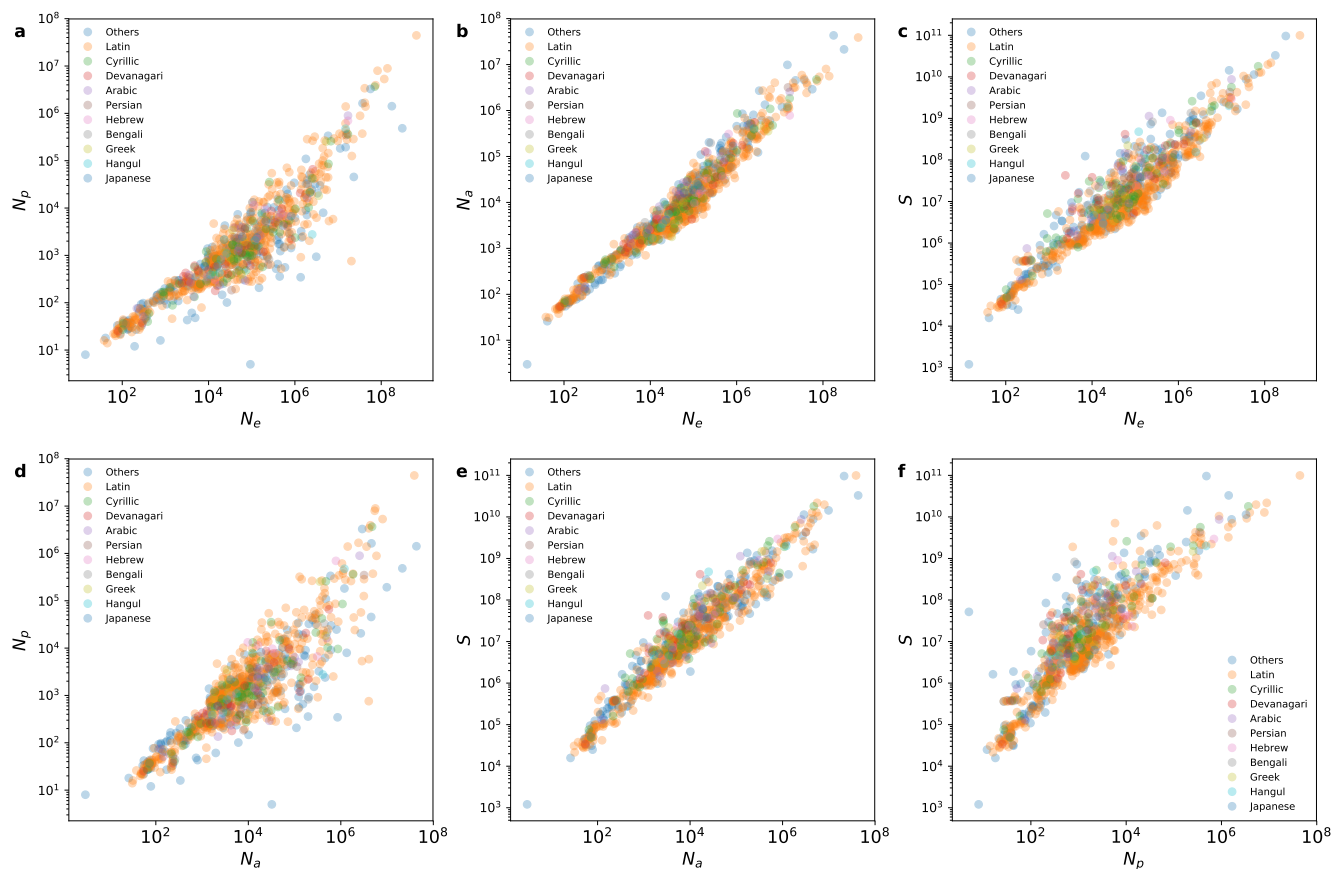 a
Others
Latin
Cyrillic
Devanagari
Arabic
Persian
Hebrew
Bengali
Greek
Hangul
Japanese
N_p
10^8
10^7
10^6
10^5
10^4
10^3
10^2
10^1
10^2 10^4 10^6 10^8
N_e
b
Others
Latin
Cyrillic
Devanagari
Arabic
Persian
Hebrew
Bengali
Greek
Hangul
Japanese
N_a
10^8
10^7
10^6
10^5
10^4
10^3
10^2
10^1
10^2 10^4 10^6 10^8
N_e
c
Others
Latin
Cyrillic
Devanagari
Arabic
Persian
Hebrew
Bengali
Greek
Hangul
Japanese
S
10^11
10^10
10^9
10^8
10^7
10^6
10^5
10^4
10^3
10^2 10^4 10^6 10^8
N_e
d
Others
Latin
Cyrillic
Devanagari
Arabic
Persian
Hebrew
Bengali
Greek
Hangul
Japanese
N_p
10^8
10^7
10^6
10^5
10^4
10^3
10^2
10^1
10^2 10^4 10^6 10^8
N_a
e
Others
Latin
Cyrillic
Devanagari
Arabic
Persian
Hebrew
Bengali
Greek
Hangul
Japanese
S
10^11
10^10
10^9
10^8
10^7
10^6
10^5
10^4
10^3
10^2 10^4 10^6 10^8
N_a
f
S
10^11
10^10
10^9
10^8
10^7
10^6
10^5
10^4
10^3
Others
Latin
Cyrillic
Devanagari
Arabic
Persian
Hebrew
Bengali
Greek
Hangul
Japanese
10^2 10^4 10^6 10^8
N_p